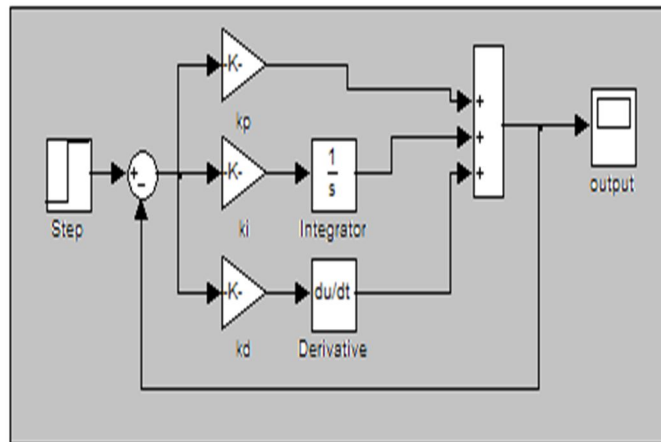 -K-
kp
+
+
+
output
Step
+
-
-K-
ki
1
s
Integrator
-K-
kd
du/dt
Derivative